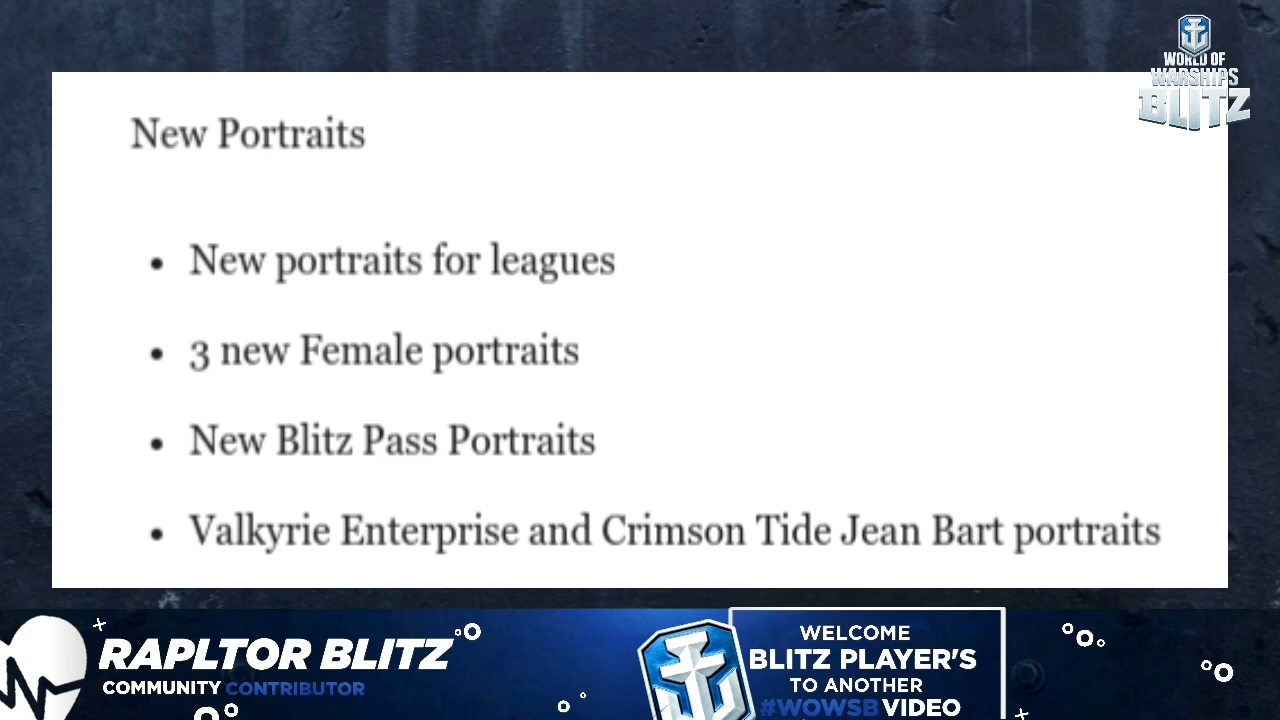 WORLD OF
WARSHIPS
BLITZ
New Portraits
• New portraits for leagues
• 3 new Female portraits
• New Blitz Pass Portraits
• Valkyrie Enterprise and Crimson Tide Jean Bart portraits
RAPLTOR BLITZ
COMMUNITY CONTRIBUTOR
WELCOME
BLITZ PLAYER'S
TO ANOTHER
#WOWSB VIDEO